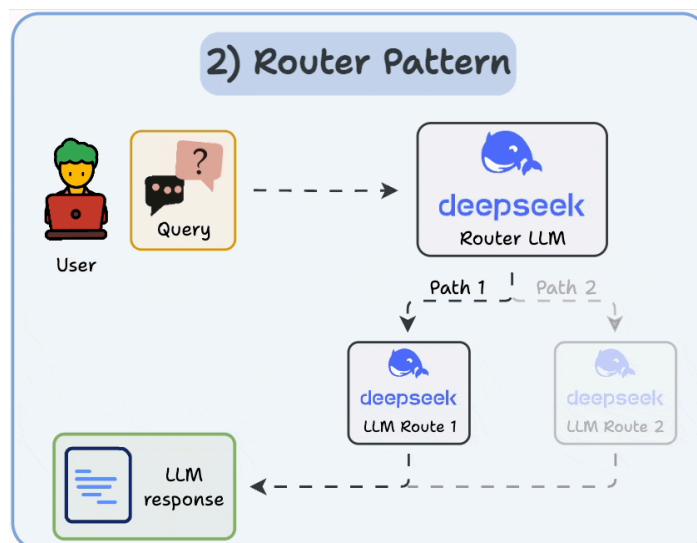 2) Router Pattern
?
Query
User
deepseek
Router LLM
Path 1
Path 2
deepseek
LLM Route 1
deepseek
LLM Route 2
LLM
response